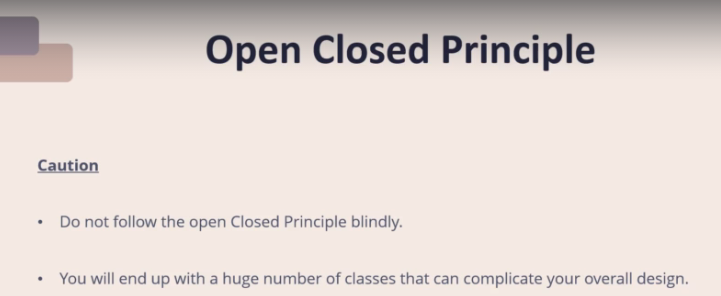 Open Closed Principle
Caution
• Do not follow the open Closed Principle blindly.
• You will end up with a huge number of classes that can complicate your overall design.